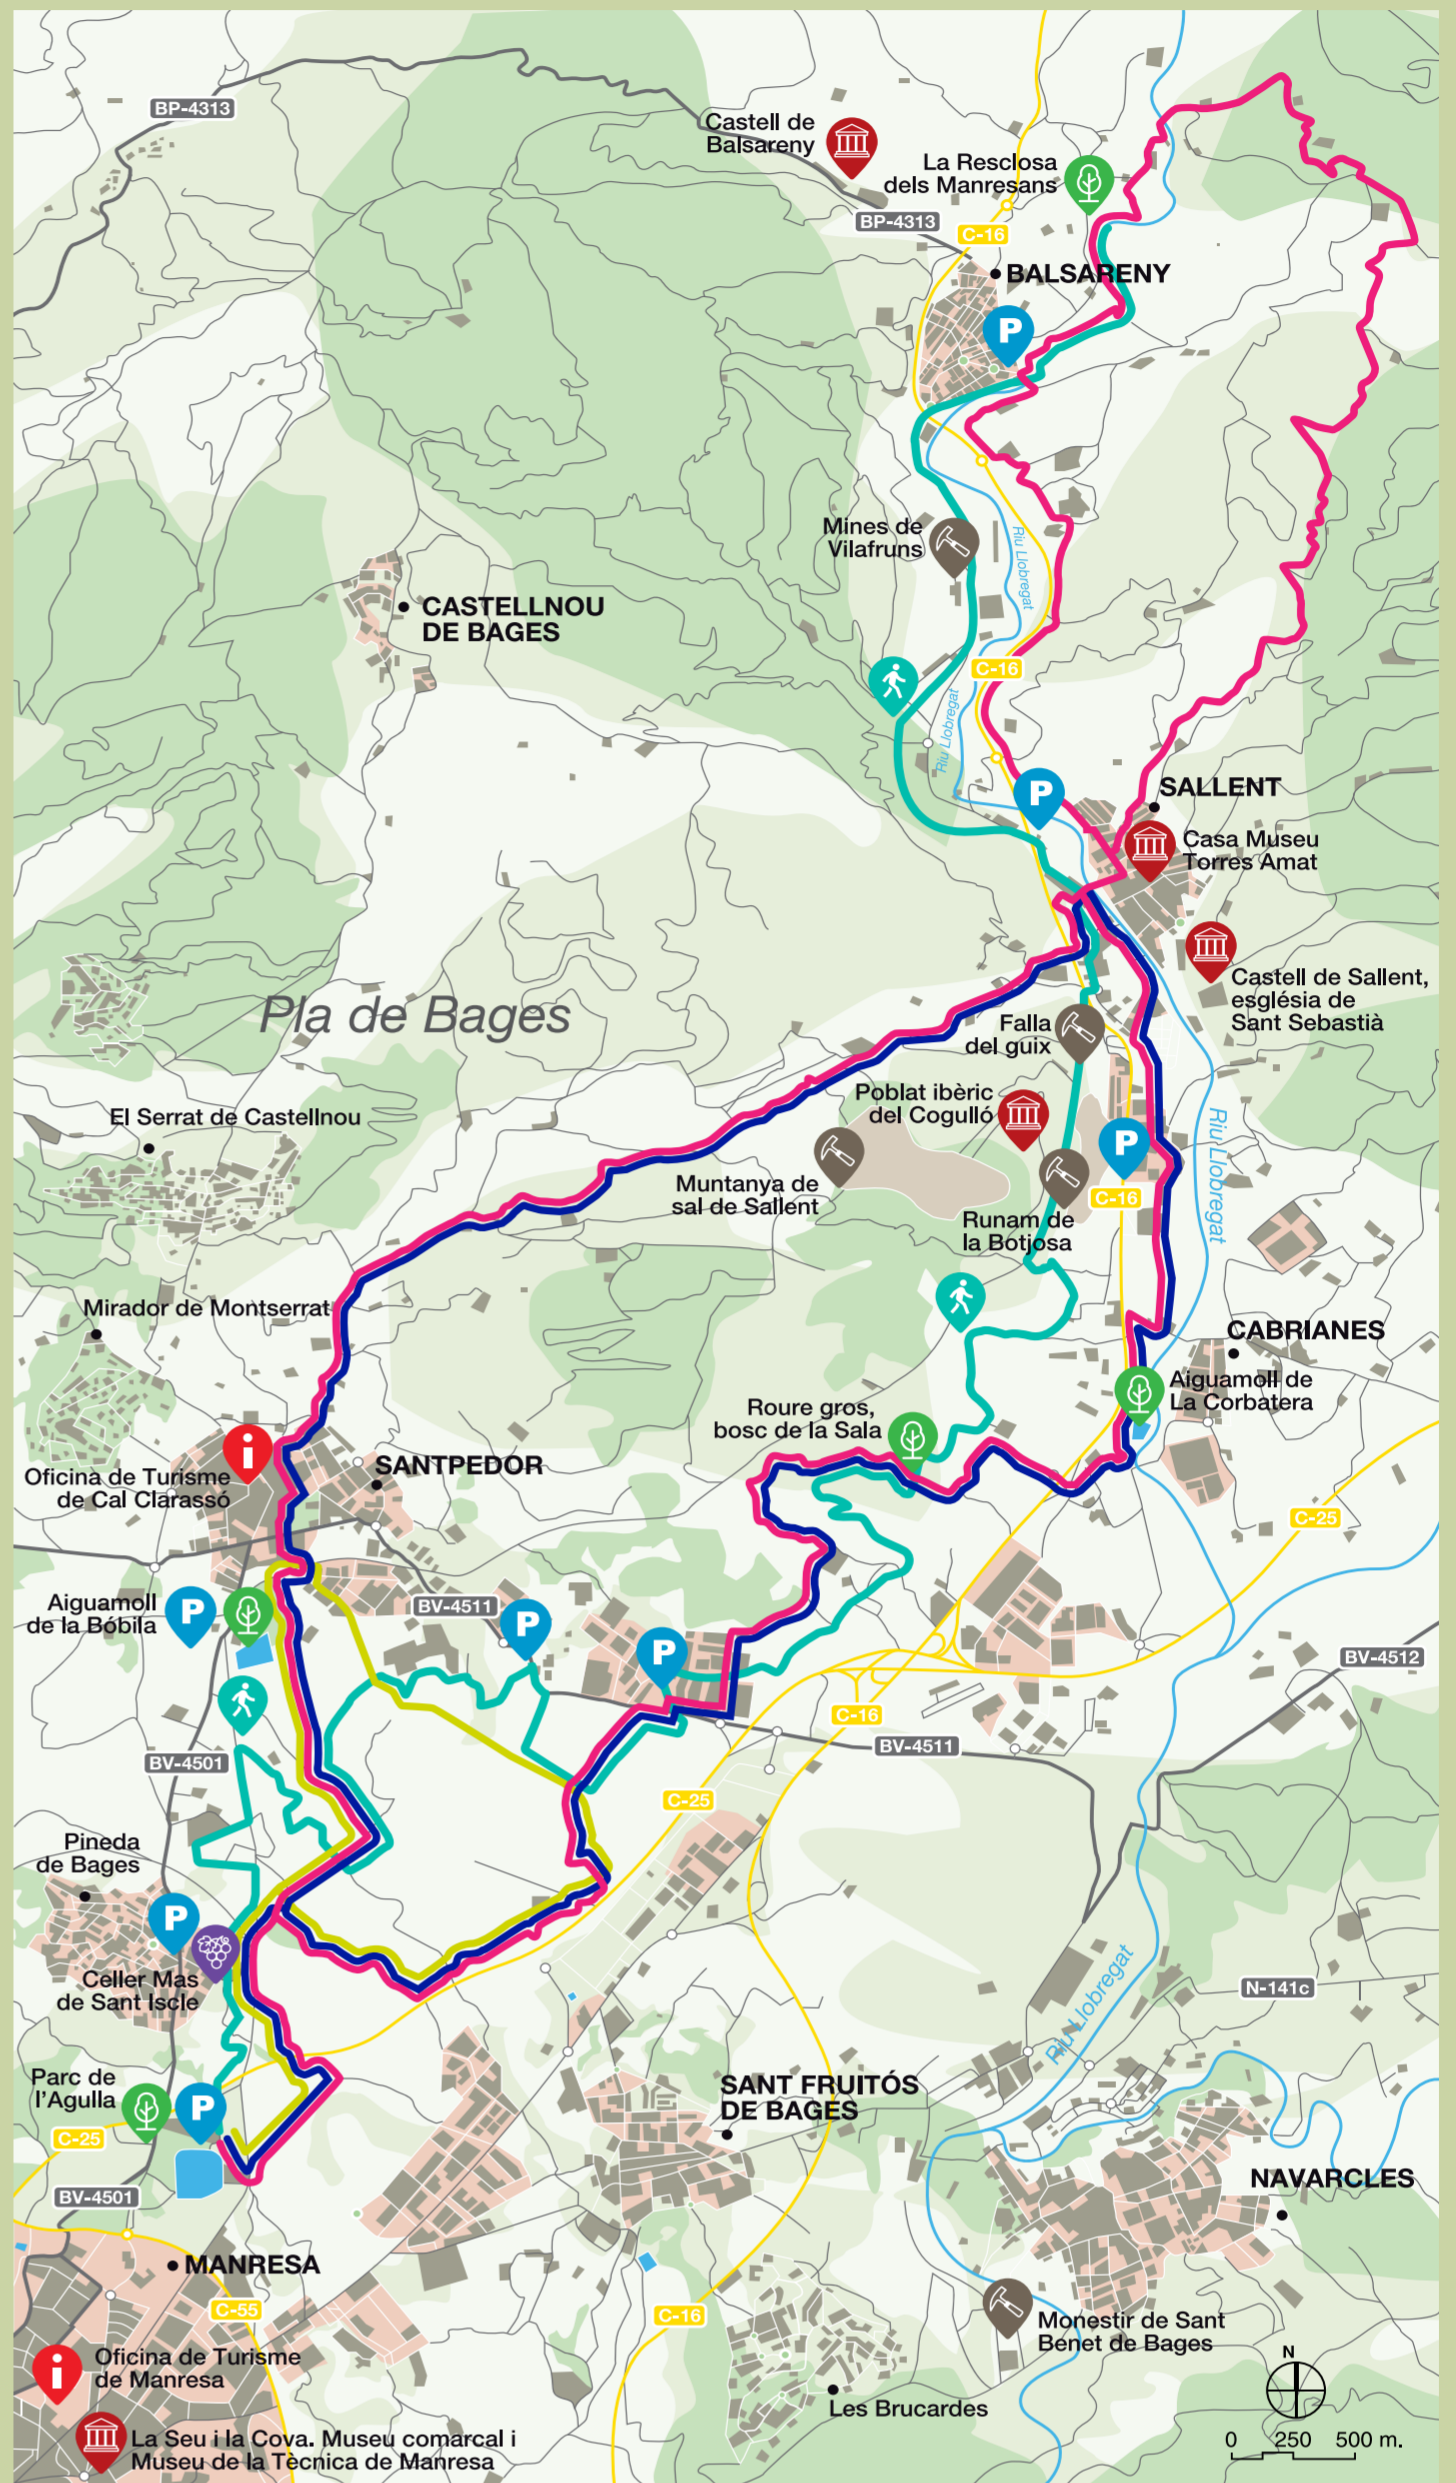 BP-4313
Castell de
Balsareny
La Resclosa
dels Manresans
BP-4313
C-16
BALSARENY
P
Mines de
Vilafruns
Riu Llobregat
CASTELLNOU
DE BAGES
C-16
Riu Llobregat
P
SALLENT
Casa Museu
Torres Amat
Castell de Sallent,
església de
Sant Sebastià
Pla de Bages
Falla
del guix
Poblat ibèric
del Cogulló
El Serrat de Castellnou
P
Riu Llobregat
Muntanya de
sal de Sallent
C-16
Runam de
la Botjosa
Mirador de Montserrat
CABRIANES
Aiguamoll de
La Corbatera
Roure gros,
bosc de la Sala
i
Oficina de Turisme
de Cal Clarassó
SANTPEDOR
C-25
Aiguamoll
de la Bòbila
P
BV-4511
P
P
BV-4512
C-16
BV-4511
BV-4501
C-25
Pineda
de Bages
P
Celler Mas
de Sant Iscle
Riu Llobregat
N-141c
Parc de
l'Agulla
P
C-25
SANT FRUITÓS
DE BAGES
NAVARCLES
BV-4501
MANRESA
C-55
C-16
Monestir de Sant
Benet de Bages
i
Oficina de Turisme
de Manresa
Les Brucardes
N
0 250 500 m.
La Seu i la Cova. Museu comarcal i
Museu de la Tècnica de Manresa